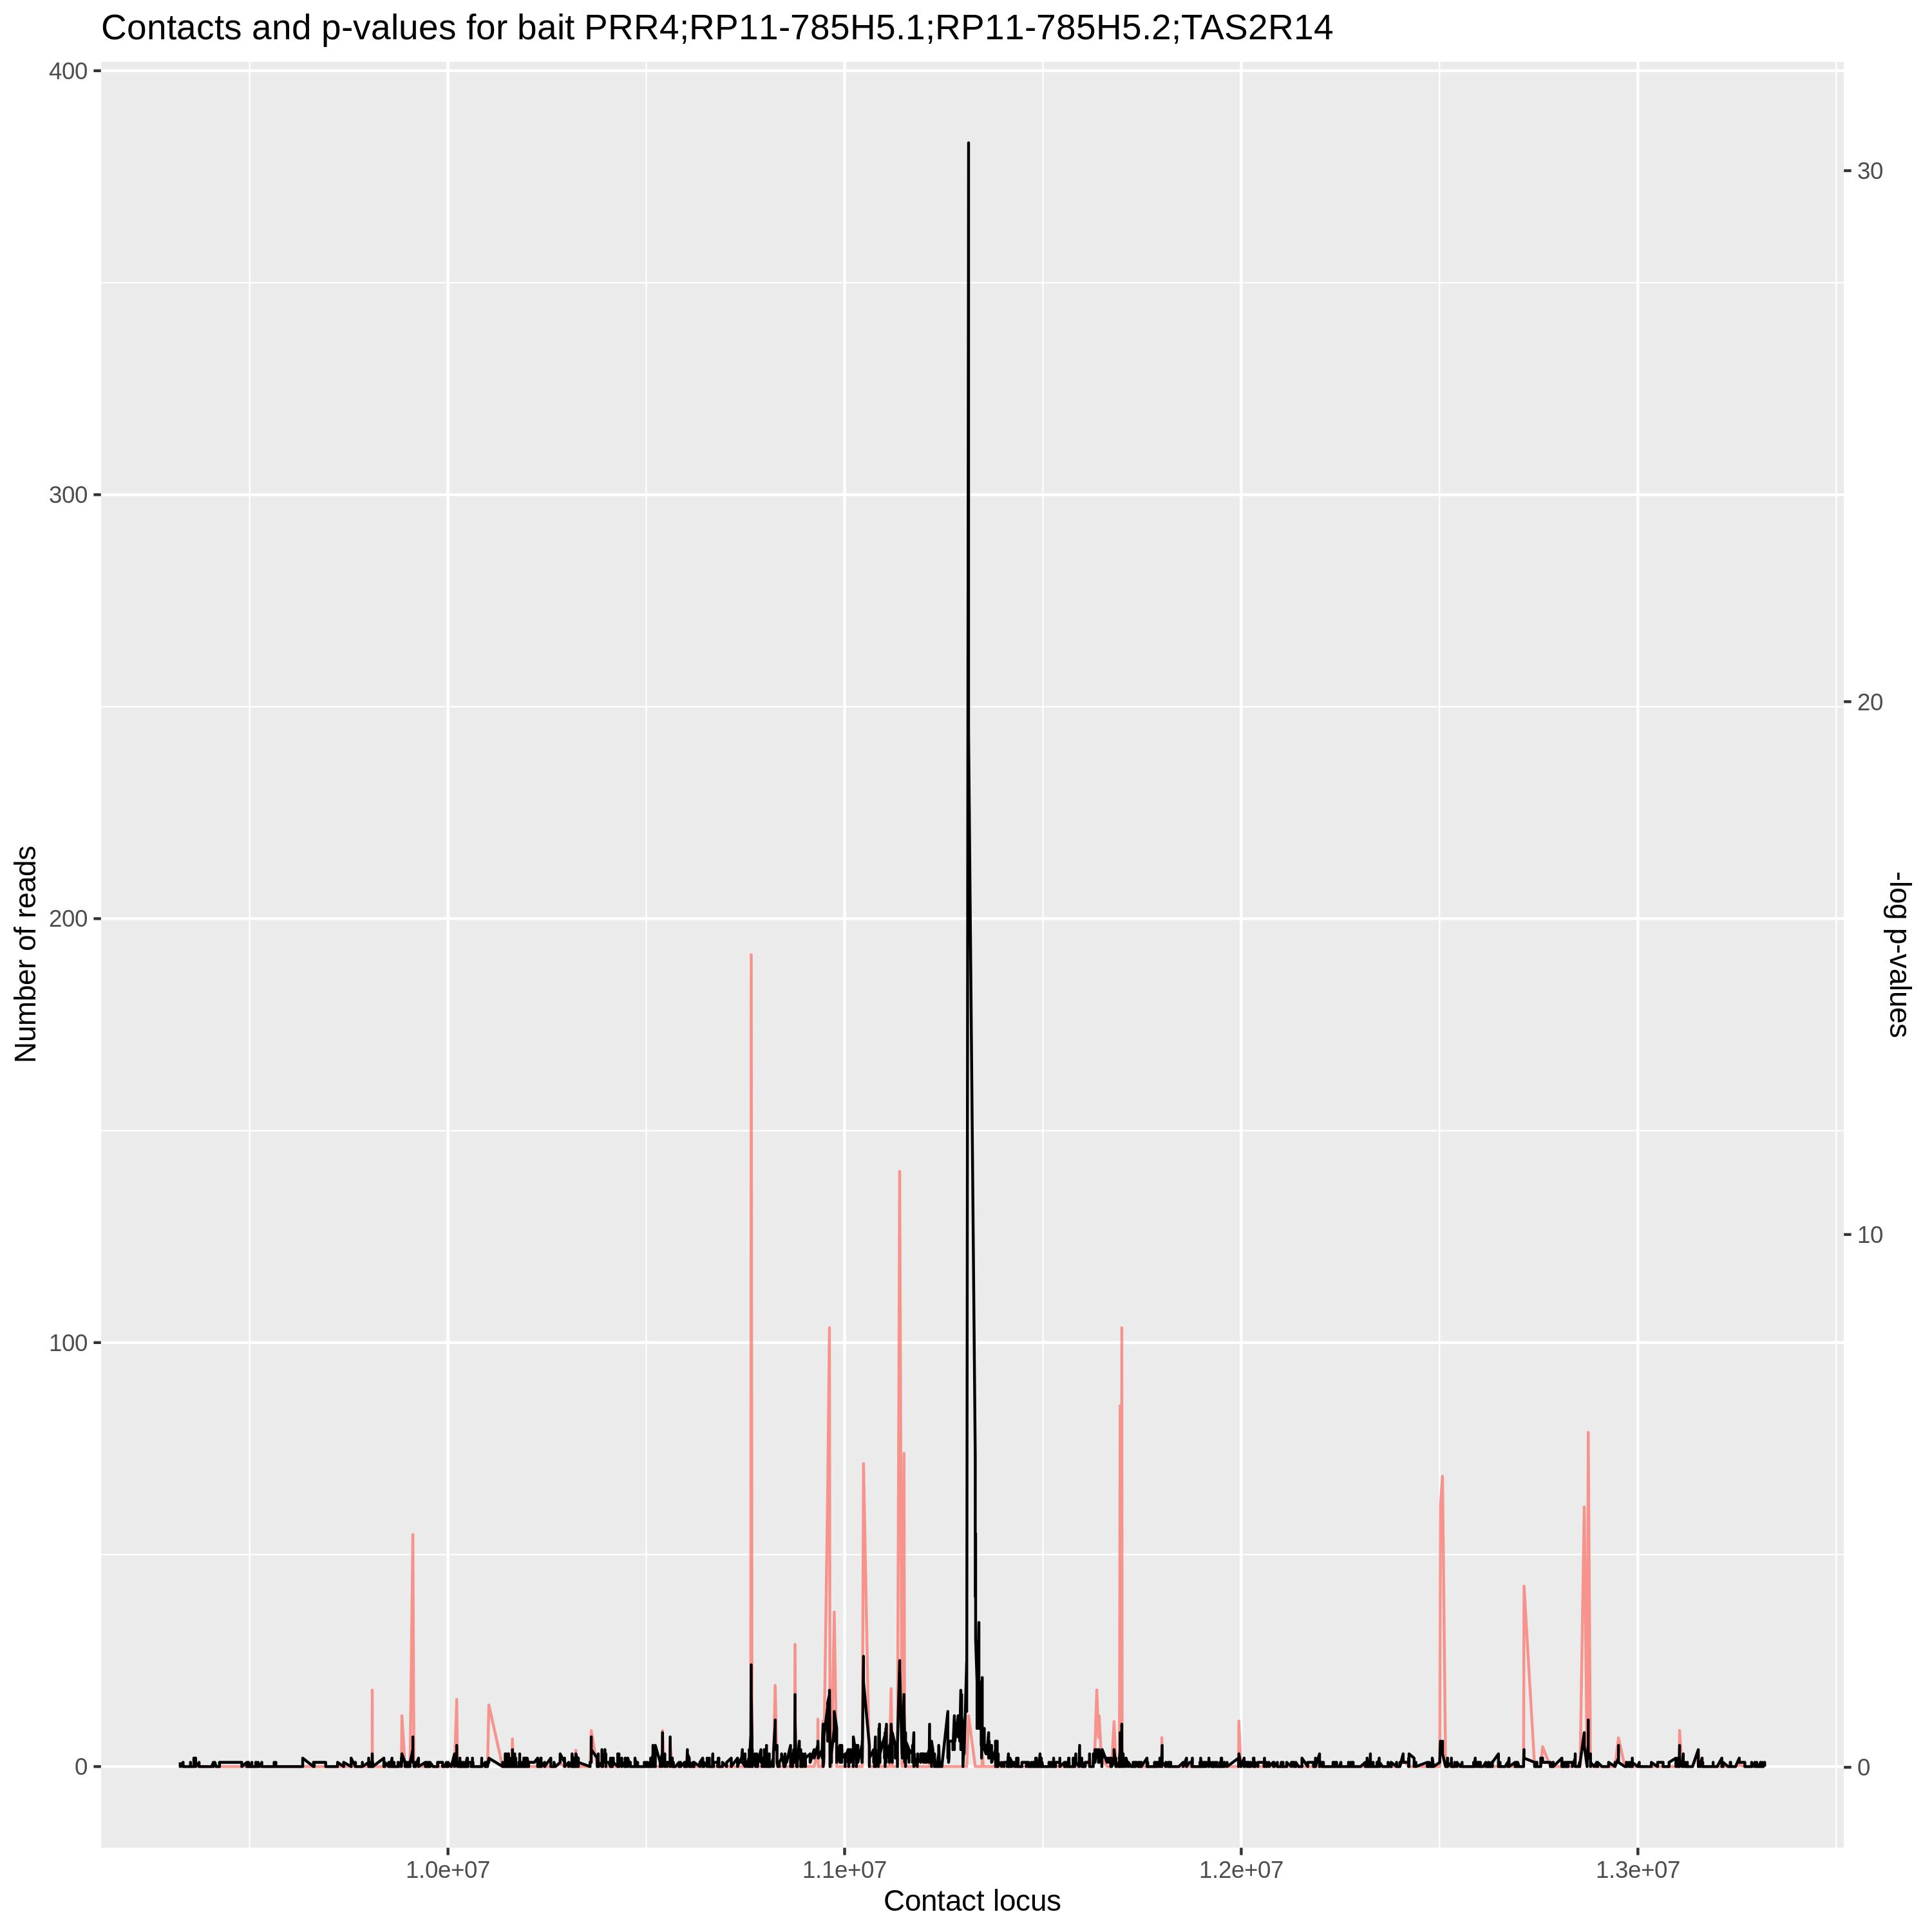 Contacts and p-values for bait PRR4;RP11-785H5.1;RP11-785H5.2;TAS2R14
400
300
200
100
0
Number of reads
30
20
10
0
-log p-values
1.0e+07
1.1e+07
1.2e+07
1.3e+07
Contact locus